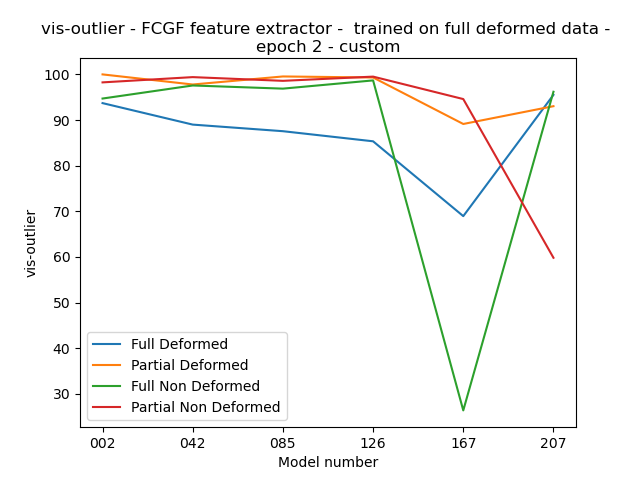 vis-outlier - FCGF feature extractor -  trained on full deformed data -
epoch 2 - custom
100
90
80
70
60
50
40
30
vis-outlier
Full Deformed
Partial Deformed
Full Non Deformed
Partial Non Deformed
002 042 085 126 167 207
Model number